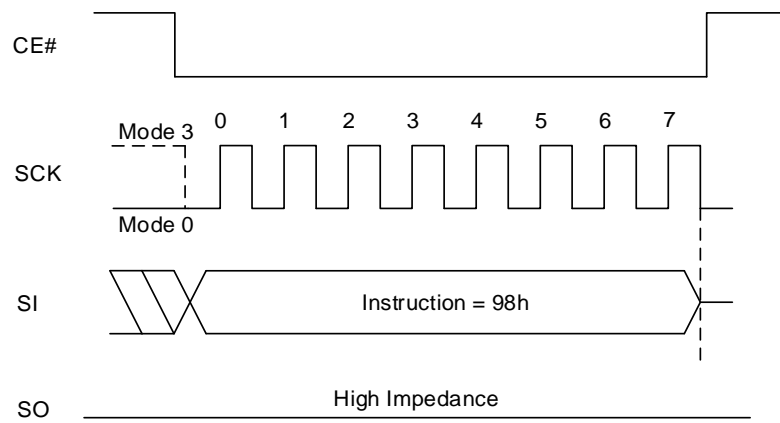 CE#
Mode 3
0 1 2 3 4 5 6 7
SCK
Mode 0
SI
Instruction = 98h
High Impedance
SO